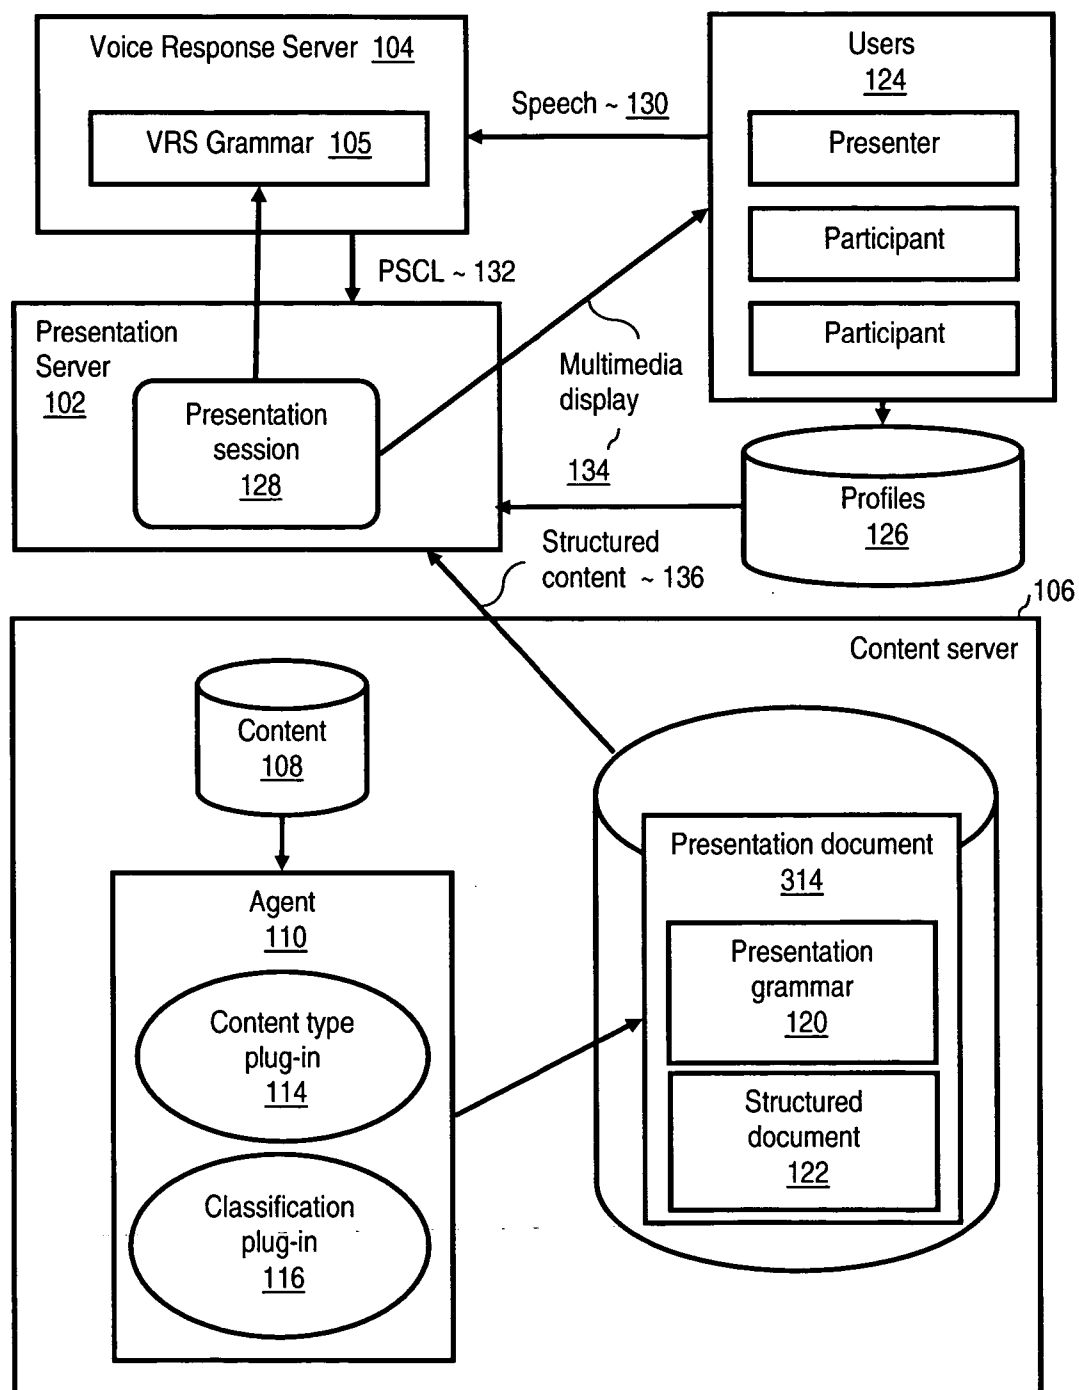 Voice Response Server 104
VRS Grammar 105
Speech ~ 130
Users
124
Presenter
Participant
Participant
PSCL ~ 132
Presentation
Server
102
Presentation
session
128
Multimedia
display
134
Profiles
126
Structured
content ~ 136
106
Content server
Content
108
Agent
110
Content type
plug-in
114
Classification
plug-in
116
Presentation document
314
Presentation
grammar
120
Structured
document
122